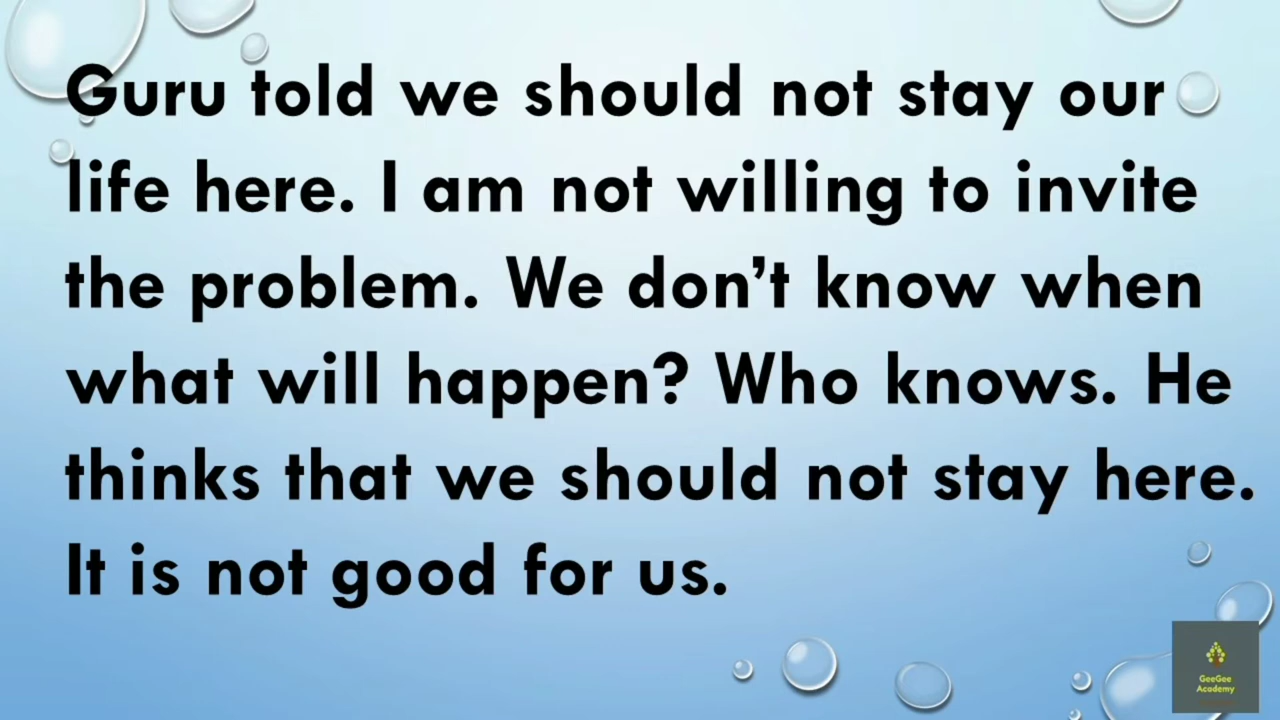 Guru told we should not stay our
life here. I am not willing to invite
the problem. We don’t know when
what will happen? Who knows. He
thinks that we should not stay here.
It is not good for us.
GeeGee
Academy